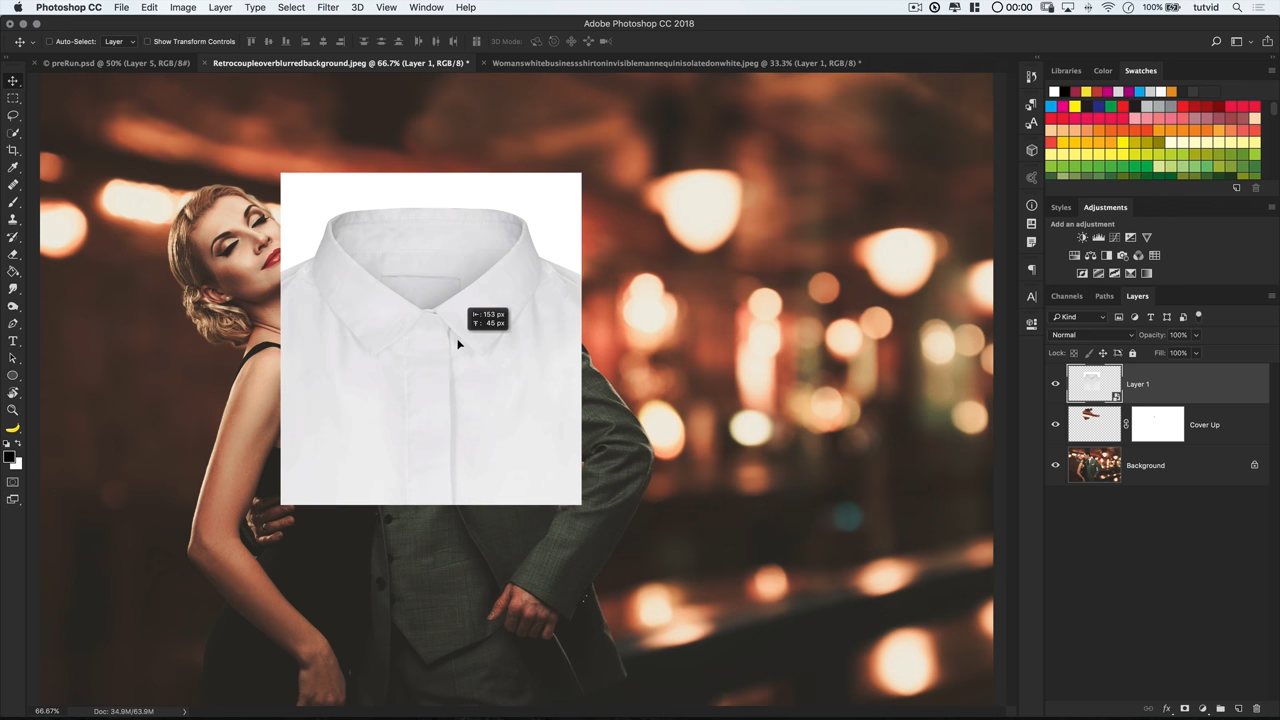 Photoshop CC File Edit Image Layer Type Select Filter 3D View Window Help 00:00 100% tutvid
Adobe Photoshop CC 2018
Auto-Select: Layer Show Transform Controls 3D Mode:
× © preRun.psd @ 50% (Layer 5, RGB/8#) × Retrocoupleoverblurredbackground.jpeg @ 66.7% (Layer 1, RGB/8) * × Womanswhitebusinessshirtoninvisiblemannequinisolatedonwhite.jpeg @ 33.3% (Layer 1, RGB/8) *
Libraries Color Swatches
Styles Adjustments
Add an adjustment
Channels Paths Layers
Kind
Normal Opacity: 100%
Lock: Fill: 100%
Layer 1
Cover Up
Background
: 153 px
: 45 px
66.67% Doc: 34.9M/63.9M